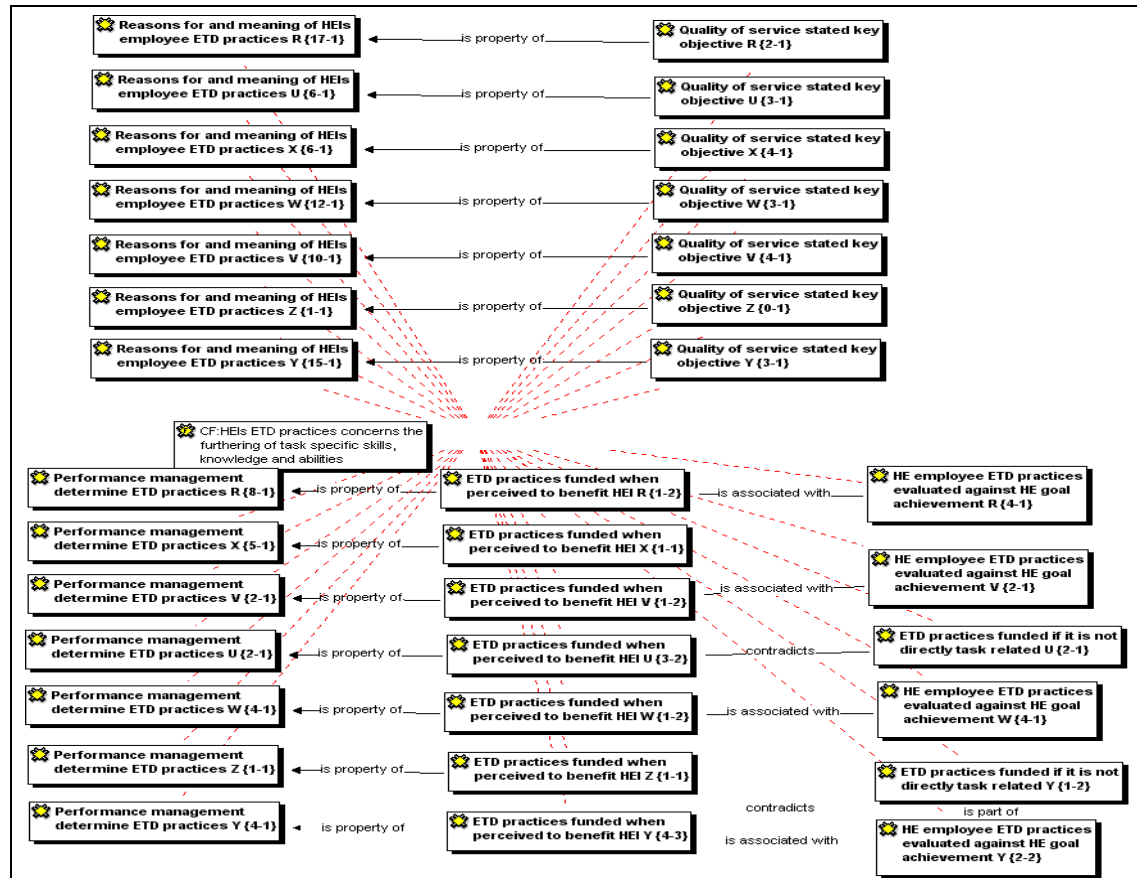 Reasons for and meaning of HEIs
employee ETD practices R {17-1}
is property of
Quality of service stated key
objective R {2-1}
Reasons for and meaning of HEIs
employee ETD practices U {6-1}
is property of
Quality of service stated key
objective U {3-1}
Reasons for and meaning of HEIs
employee ETD practices X {6-1}
is property of
Quality of service stated key
objective X {4-1}
Reasons for and meaning of HEIs
employee ETD practices W {12-1}
is property of
Quality of service stated key
objective W {3-1}
Reasons for and meaning of HEIs
employee ETD practices V {10-1}
is property of
Quality of service stated key
objective V {4-1}
Reasons for and meaning of HEIs
employee ETD practices Z {1-1}
is property of
Quality of service stated key
objective Z {0-1}
Reasons for and meaning of HEIs
employee ETD practices Y {15-1}
is property of
Quality of service stated key
objective Y {3-1}
CF:HEIs ETD practices concerns the
furthering of task specific skills,
knowledge and abilities
Performance management
determine ETD practices R {8-1}
is property of
ETD practices funded when
perceived to benefit HEI R {1-2}
is associated with
HE employee ETD practices
evaluated against HE goal
achievement R {4-1}
Performance management
determine ETD practices X {5-1}
is property of
ETD practices funded when
perceived to benefit HEI X {1-1}
Performance management
determine ETD practices V {2-1}
is property of
ETD practices funded when
perceived to benefit HEI V {1-2}
is associated with
HE employee ETD practices
evaluated against HE goal
achievement V {2-1}
Performance management
determine ETD practices U {2-1}
is property of
ETD practices funded when
perceived to benefit HEI U {3-2}
contradicts
ETD practices funded if it is not
directly task related U {2-1}
Performance management
determine ETD practices W {4-1}
is property of
ETD practices funded when
perceived to benefit HEI W {1-2}
is associated with
HE employee ETD practices
evaluated against HE goal
achievement W {4-1}
Performance management
determine ETD practices Z {1-1}
is property of
ETD practices funded when
perceived to benefit HEI Z {1-1}
ETD practices funded if it is not
directly task related Y {1-2}
Performance management
determine ETD practices Y {4-1}
is property of
ETD practices funded when
perceived to benefit HEI Y {4-3}
contradicts
is associated with
is part of
HE employee ETD practices
evaluated against HE goal
achievement Y {2-2}